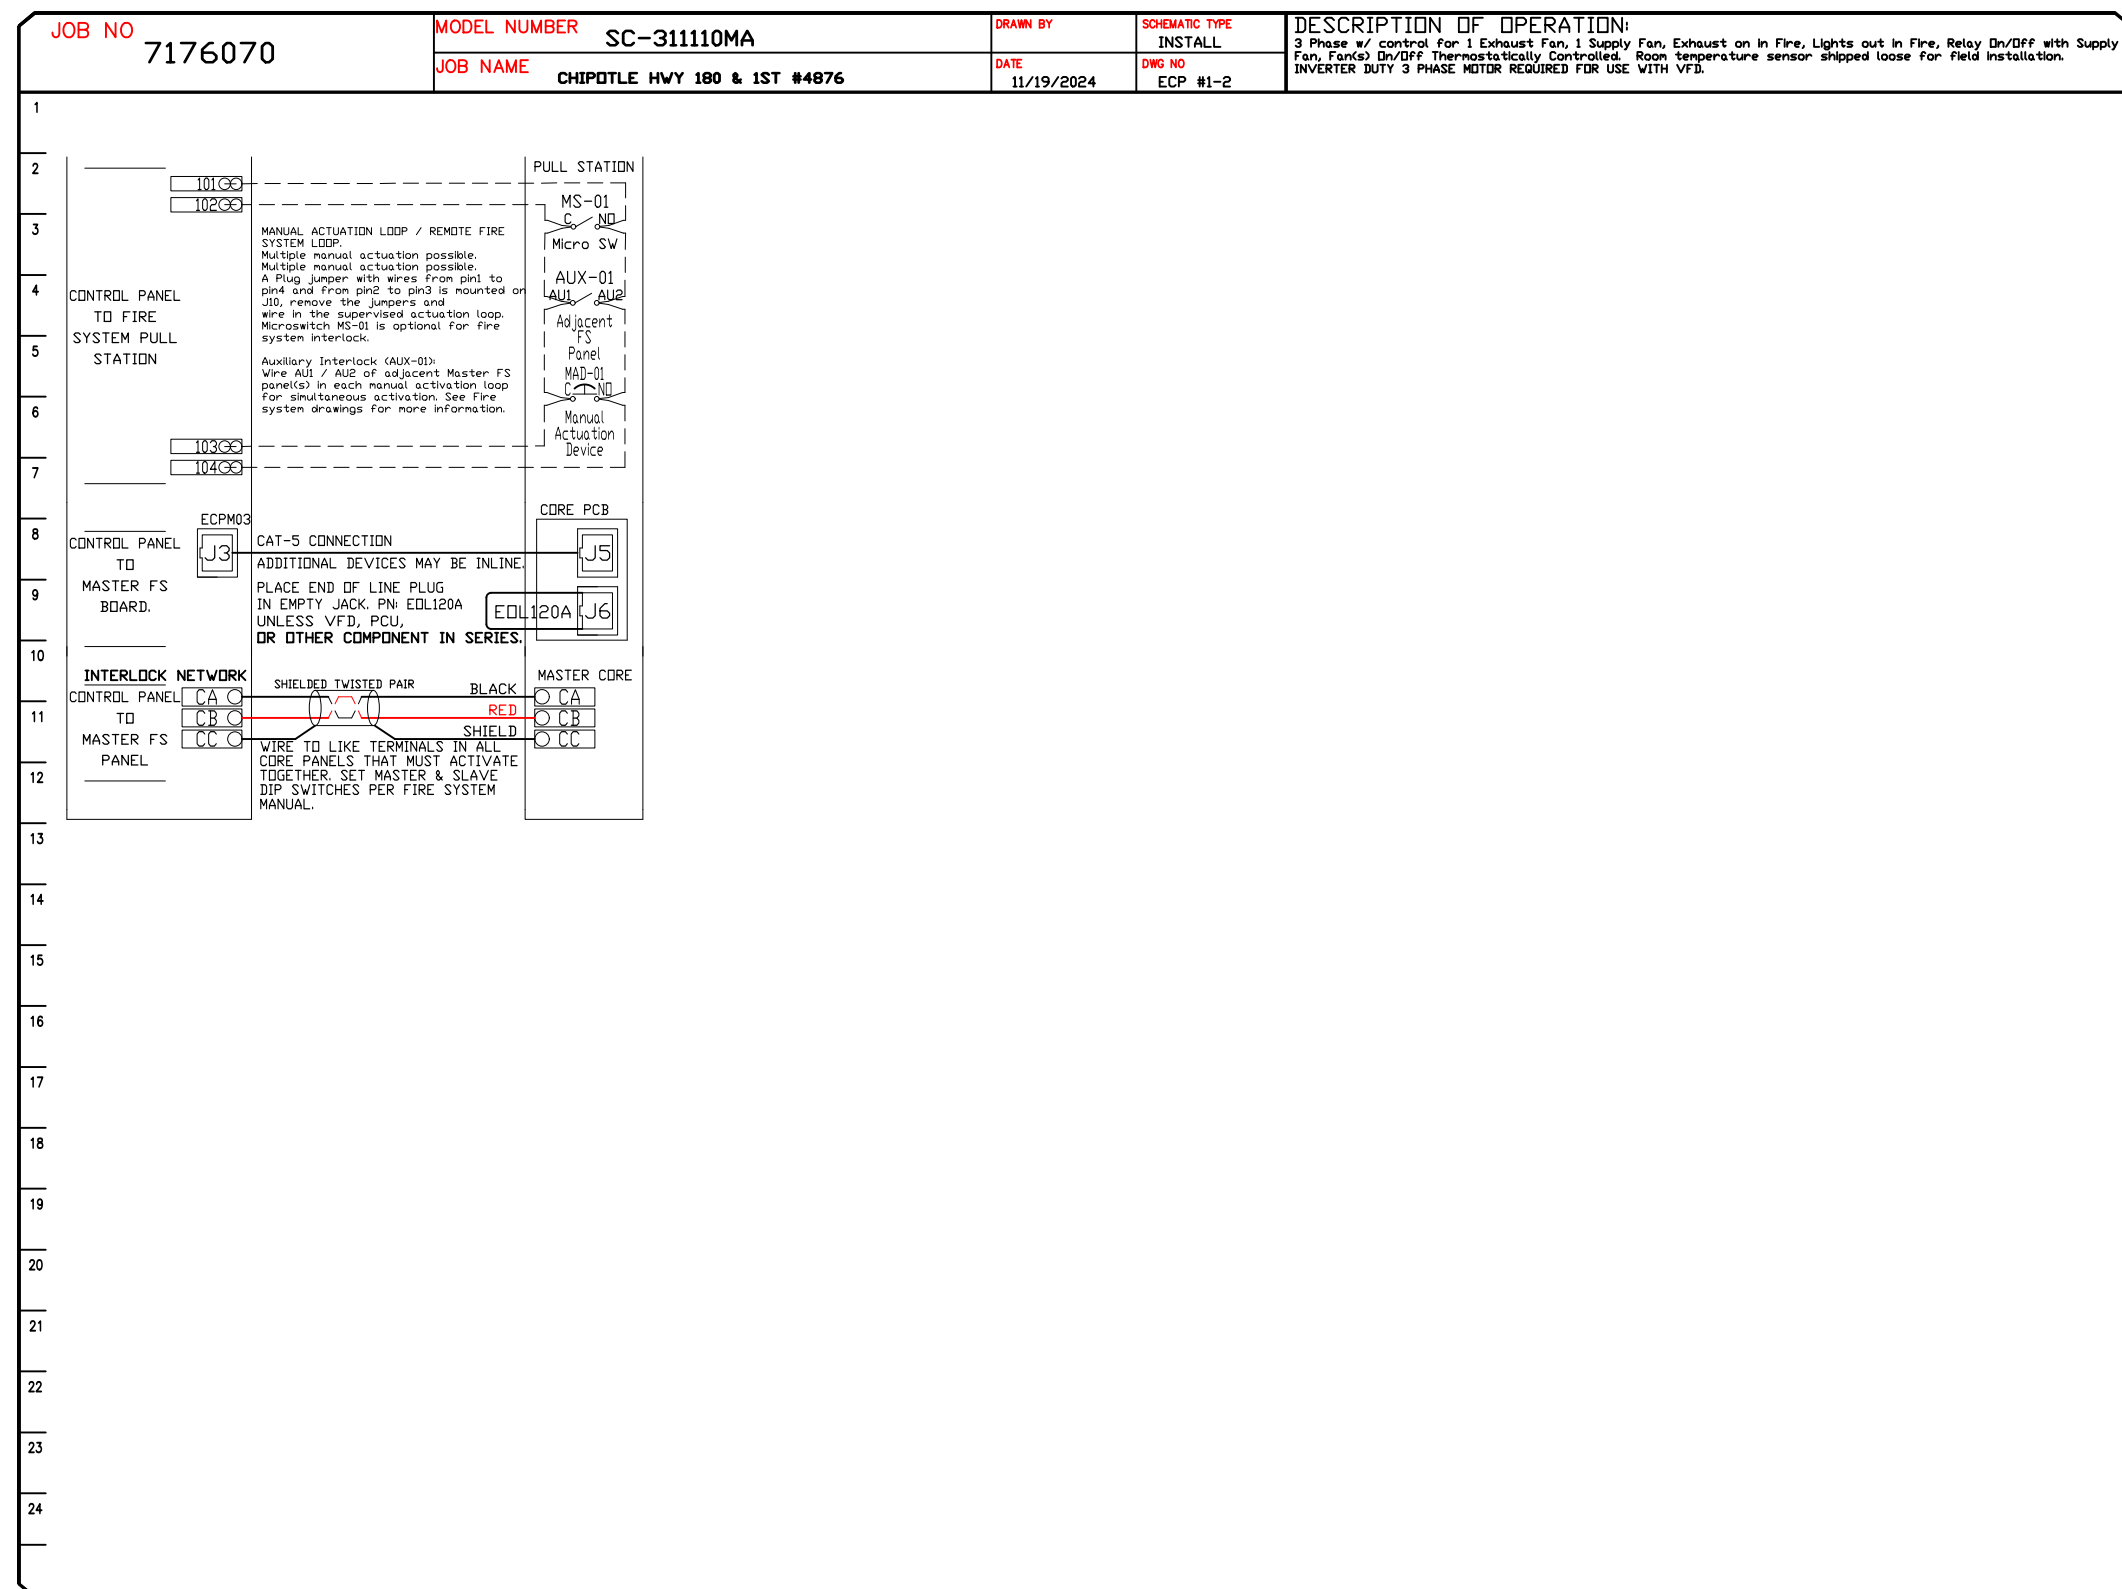 JOB NO
7176070
MODEL NUMBER
SC-311110MA
JOB NAME
CHIPOTLE HWY 180 & 1ST #4876
DRAWN BY
SCHEMATIC TYPE
INSTALL
DATE
11/19/2024
DWG NO
ECP #1-2
DESCRIPTION OF OPERATION:
3 Phase w/ control for 1 Exhaust Fan, 1 Supply Fan, Exhaust on in Fire, Lights out in Fire, Relay On/Off with Supply
Fan, Fan(s) On/Off Thermostatically Controlled. Room temperature sensor shipped loose for field installation.
INVERTER DUTY 3 PHASE MOTOR REQUIRED FOR USE WITH VFD.
1
2
3
4
5
6
7
8
9
10
11
12
13
14
15
16
17
18
19
20
21
22
23
24
CONTROL PANEL
TO FIRE
SYSTEM PULL
STATION
101
102
103
104
MANUAL ACTUATION LOOP / REMOTE FIRE
SYSTEM LOOP.
Multiple manual actuation possible.
Multiple manual actuation possible.
A Plug jumper with wires from pin1 to
pin4 and from pin2 to pin3 is mounted on
J10, remove the jumpers and
wire in the supervised actuation loop.
Microswitch MS-01 is optional for fire
system interlock.
Auxiliary Interlock (AUX-01):
Wire AU1 / AU2 of adjacent Master FS
panel(s) in each manual activation loop
for simultaneous activation. See Fire
system drawings for more information.
PULL STATION
MS-01
C NO
Micro SW
AUX-01
AU1 AU2
Adjacent
FS
Panel
MAD-01
C NO
Manual
Actuation
Device
CONTROL PANEL
TO
MASTER FS
BOARD.
ECPM03
J3
CAT-5 CONNECTION
ADDITIONAL DEVICES MAY BE INLINE.
PLACE END OF LINE PLUG
IN EMPTY JACK. PN: EOL120A
UNLESS VFD, PCU,
OR OTHER COMPONENT IN SERIES.
CORE PCB
J5
EOL120A
J6
INTERLOCK NETWORK
CONTROL PANEL
TO
MASTER FS
PANEL
CA
CB
CC
SHIELDED TWISTED PAIR
BLACK
RED
SHIELD
WIRE TO LIKE TERMINALS IN ALL
CORE PANELS THAT MUST ACTIVATE
TOGETHER. SET MASTER & SLAVE
DIP SWITCHES PER FIRE SYSTEM
MANUAL.
MASTER CORE
CA
CB
CC